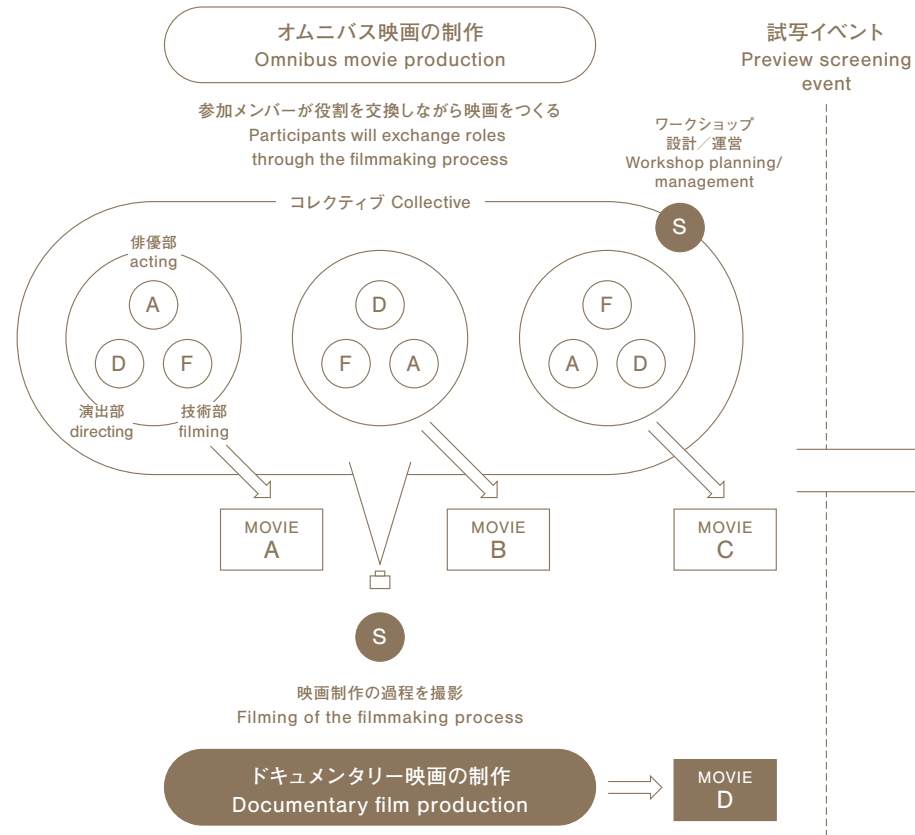 オムニバス映画の制作
Omnibus movie production
試写イベント
Preview screening
event
参加メンバーが役割を交換しながら映画をつくる
Participants will exchange roles
through the filmmaking process
ワークショップ
設計／運営
Workshop planning/
management
S
コレクティブ Collective
俳優部
acting
A
D
F
演出部
directing
技術部
filming
D
F
A
F
A
D
MOVIE
A
MOVIE
B
MOVIE
C
S
映画制作の過程を撮影
Filming of the filmmaking process
ドキュメンタリー映画の制作
Documentary film production
MOVIE
D